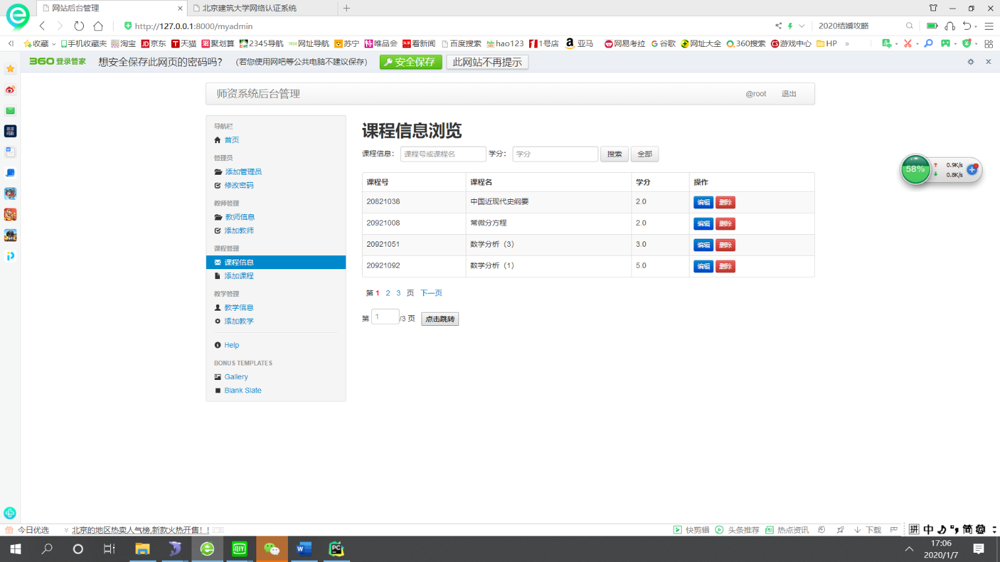 网站后台管理
北京建筑大学网络认证系统
http://127.0.0.1:8000/myadmin
2020结婚攻略
收藏 手机收藏夹 淘宝 京东 天猫 聚划算 2345导航 网址导航 苏宁 唯品会 看新闻 百度搜索 hao123 1号店 亚马 网易考拉 谷歌 网址大全 360搜索 游戏中心 HP »
360登录管家 想安全保存此网页的密码吗? (若您使用网吧等公共电脑不建议保存) 安全保存 此网站不再提示
师资系统后台管理 @root 退出
导航栏
首页
管理员
添加管理员
修改密码
教师管理
教师信息
添加教师
课程管理
课程信息
添加课程
教学管理
教学信息
添加教学
Help
BONUS TEMPLATES
Gallery
Blank Slate
课程信息浏览
课程信息: 课程号或课程名 学分: 学分 搜索 全部
课程号 课程名 学分 操作
20821038 中国近现代史纲要 2.0 编辑 删除
20921008 常微分方程 2.0 编辑 删除
20921051 数学分析（3） 3.0 编辑 删除
20921092 数学分析（1） 5.0 编辑 删除
第 1 2 3 页 下一页
第 1 /3 页 点击跳转
58% 0.9K/s
0.8K/s
今日优选 北京的地区热卖人气榜,新款火热开售！!
快剪辑 头条推荐 热点资讯 下载
拼 中 简
17:06
2020/1/7